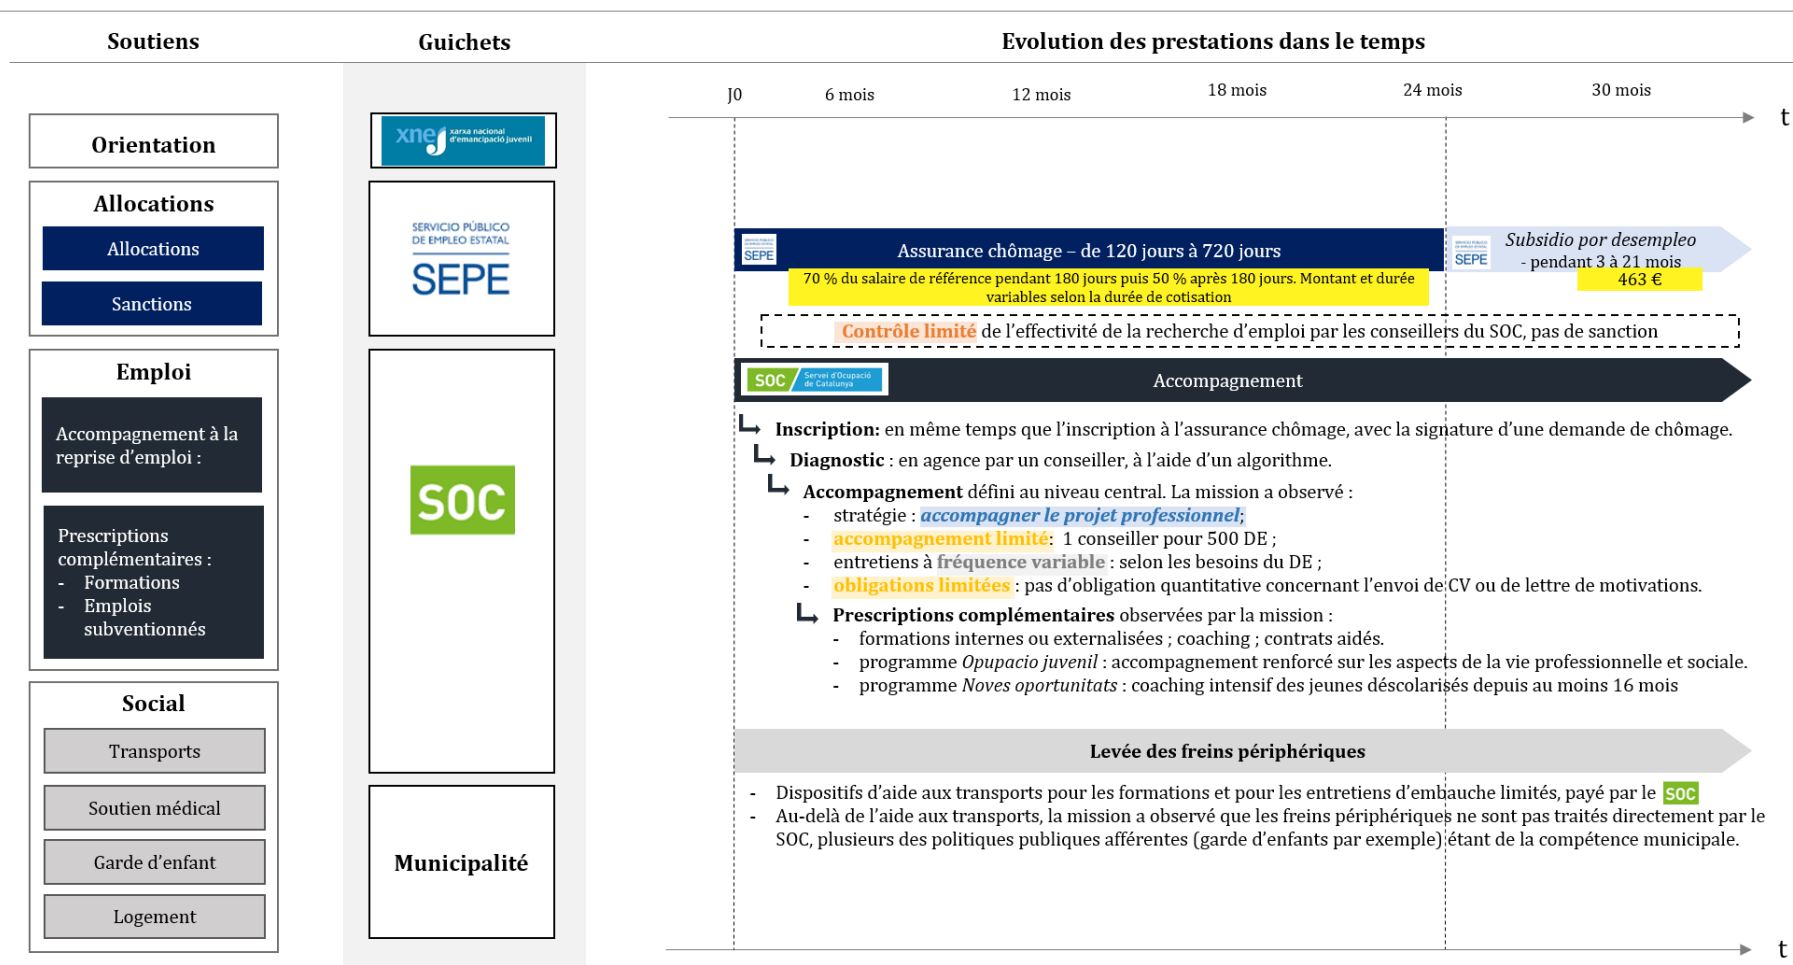 Soutiens
Guichets
Evolution des prestations dans le temps
J0
6 mois
12 mois
18 mois
24 mois
30 mois
t
Orientation
xnej xarxa nacional
d'emancipació juvenil
Allocations
Allocations
Sanctions
SERVICIO PÚBLICO
DE EMPLEO ESTATAL
SEPE
SERVICIO PÚBLICO
DE EMPLEO ESTATAL
SEPE
Assurance chômage – de 120 jours à 720 jours
SERVICIO PÚBLICO
DE EMPLEO ESTATAL
SEPE
Subsidio por desempleo
- pendant 3 à 21 mois
463 €
70 % du salaire de référence pendant 180 jours puis 50 % après 180 jours. Montant et durée
variables selon la durée de cotisation
Contrôle limité de l'effectivité de la recherche d'emploi par les conseillers du SOC, pas de sanction
Emploi
Accompagnement à la
reprise d'emploi :
Prescriptions
complémentaires :
- Formations
- Emplois
subventionnés
SOC
SOC Servei d'Ocupació
de Catalunya
Accompagnement
Inscription: en même temps que l'inscription à l'assurance chômage, avec la signature d'une demande de chômage.
Diagnostic : en agence par un conseiller, à l'aide d'un algorithme.
Accompagnement défini au niveau central. La mission a observé :
- stratégie : accompagner le projet professionnel;
- accompagnement limité: 1 conseiller pour 500 DE ;
- entretiens à fréquence variable : selon les besoins du DE ;
- obligations limitées : pas d'obligation quantitative concernant l'envoi de CV ou de lettre de motivations.
Prescriptions complémentaires observées par la mission :
- formations internes ou externalisées ; coaching ; contrats aidés.
- programme Opupacio juvenil : accompagnement renforcé sur les aspects de la vie professionnelle et sociale.
- programme Noves oportunitats : coaching intensif des jeunes déscolarisés depuis au moins 16 mois
Social
Transports
Soutien médical
Garde d'enfant
Logement
Municipalité
Levée des freins périphériques
- Dispositifs d'aide aux transports pour les formations et pour les entretiens d'embauche limités, payé par le SOC
- Au-delà de l'aide aux transports, la mission a observé que les freins périphériques ne sont pas traités directement par le
SOC, plusieurs des politiques publiques afférentes (garde d'enfants par exemple) étant de la compétence municipale.
t